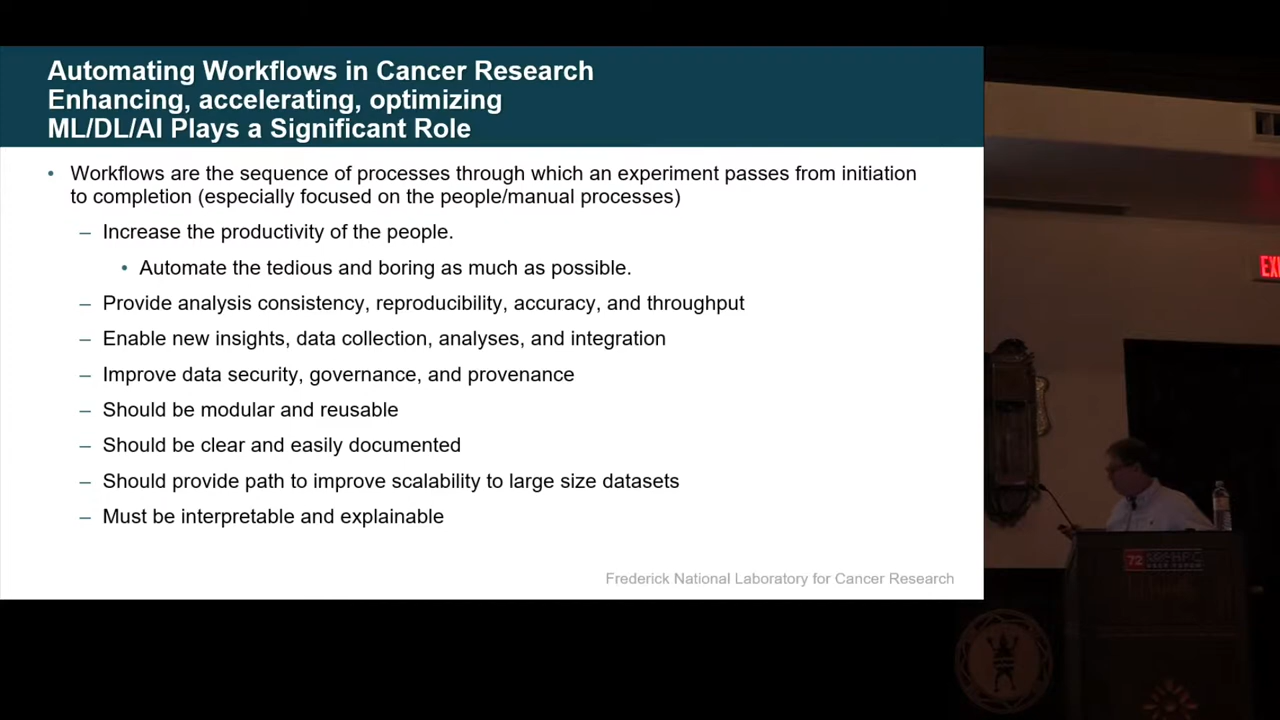 Automating Workflows in Cancer Research
Enhancing, accelerating, optimizing
ML/DL/AI Plays a Significant Role
• Workflows are the sequence of processes through which an experiment passes from initiation
to completion (especially focused on the people/manual processes)
– Increase the productivity of the people.
• Automate the tedious and boring as much as possible.
– Provide analysis consistency, reproducibility, accuracy, and throughput
– Enable new insights, data collection, analyses, and integration
– Improve data security, governance, and provenance
– Should be modular and reusable
– Should be clear and easily documented
– Should provide path to improve scalability to large size datasets
– Must be interpretable and explainable
Frederick National Laboratory for Cancer Research
EXI
72